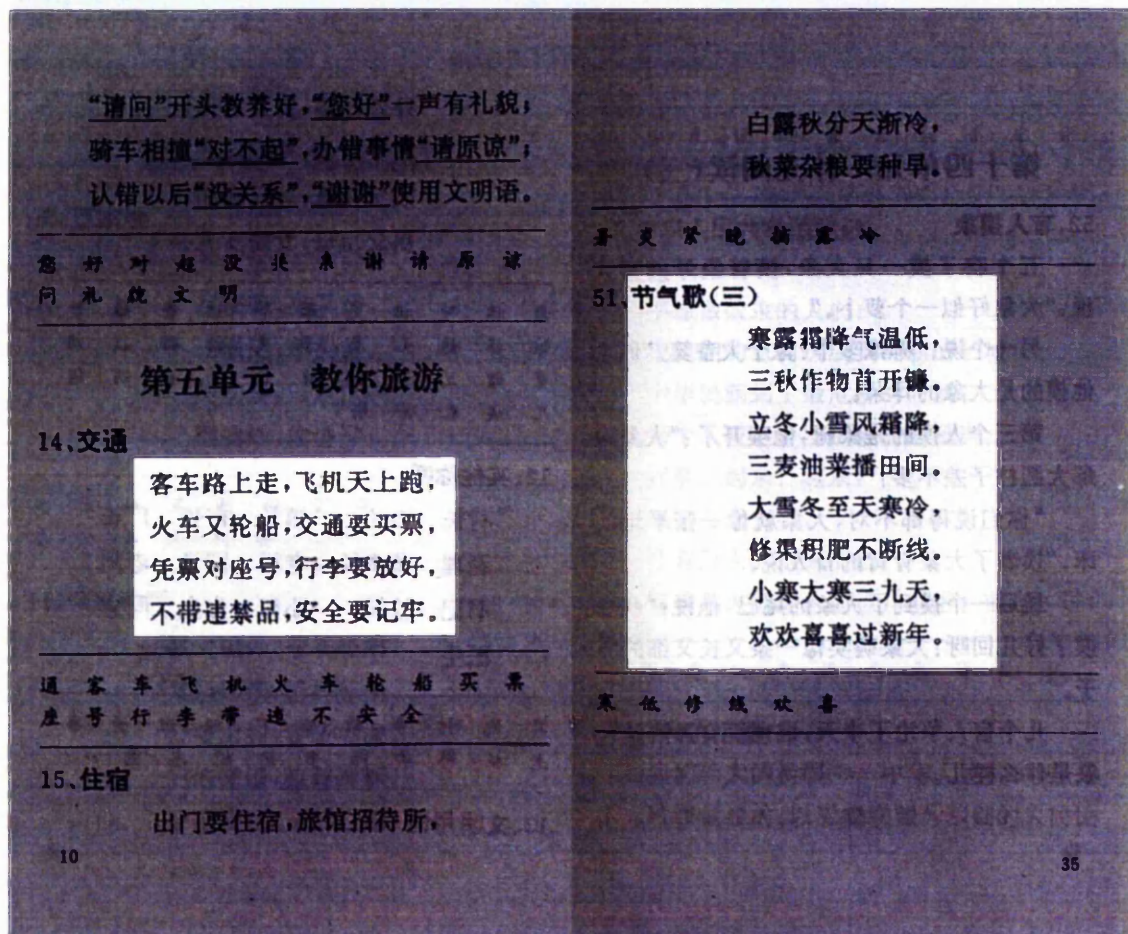 “请问”开头教养好，“您好”一声有礼貌；
骑车相撞“对不起”，办错事情“请原谅”；
认错以后“没关系”，“谢谢”使用文明语。
您 好 对 起 没 关 系 谢 请 原 谅
问 礼 貌 文 明
第五单元 教你旅游
14、交通
客车路上走，飞机天上跑，
火车又轮船，交通要买票，
凭票对座号，行李要放好，
不带违禁品，安全要记牢。
通 客 车 飞 机 火 车 轮 船 买 票
座 号 行 李 带 违 不 安 全
15、住宿
出门要住宿，旅馆招待所，
10
白露秋分天渐冷，
秋菜杂粮要种早。
暑 炎 紧 晚 摘 露 冷
51、节气歌（三）
寒露霜降气温低，
三秋作物首开镰。
立冬小雪风霜降，
三麦油菜播田间。
大雪冬至天寒冷，
修渠积肥不断线。
小寒大寒三九天，
欢欢喜喜过新年。
寒 低 修 线 欢 喜
35